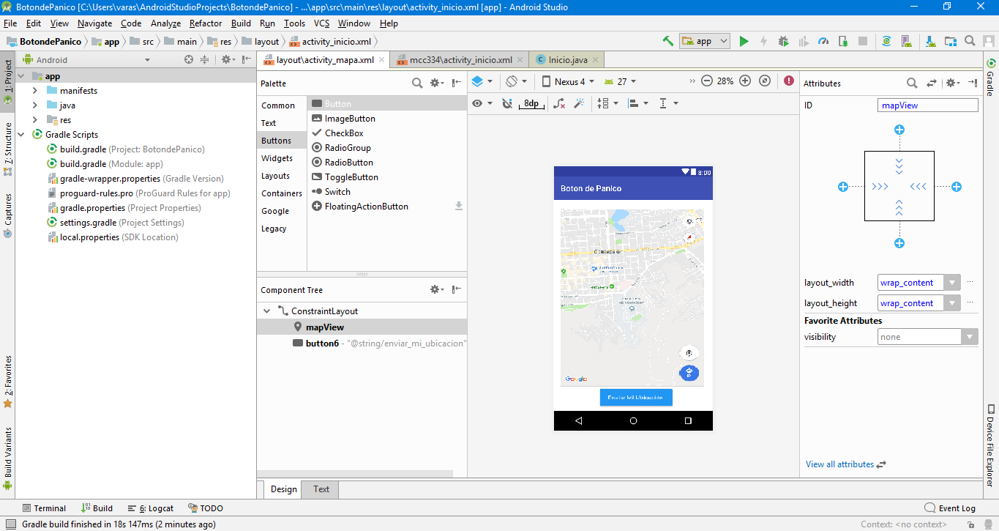 BotondePanico [C:\Users\varas\AndroidStudioProjects\BotondePanico] - ...\app\src\main\res\layout\activity_inicio.xml [app] - Android Studio
File Edit View Navigate Code Analyze Refactor Build Run Tools VCS Window Help
BotondePanico app src main res layout activity_inicio.xml app
1: Project
7: Structure
Captures
2: Favorites
Build Variants
Android
app
manifests
java
res
Gradle Scripts
build.gradle (Project: BotondePanico)
build.gradle (Module: app)
gradle-wrapper.properties (Gradle Version)
proguard-rules.pro (ProGuard Rules for app)
gradle.properties (Project Properties)
settings.gradle (Project Settings)
local.properties (SDK Location)
layout\activity_mapa.xml mcc334\activity_inicio.xml Inicio.java
Palette
Common
Text
Buttons
Widgets
Layouts
Containers
Google
Legacy
Button
ImageButton
CheckBox
RadioGroup
RadioButton
ToggleButton
Switch
FloatingActionButton
Component Tree
ConstraintLayout
mapView
button6 - "@string/enviar_mi_ubicacion"
Nexus 4 27 28%
8dp
8:00
Boton de Panico
Concepción
Google
Enviar Mi Ubicación
Attributes
ID mapView
layout_width wrap_content
layout_height wrap_content
Favorite Attributes
visibility none
View all attributes
Gradle
Device File Explorer
Design Text
Terminal Build 6: Logcat TODO Event Log
Gradle build finished in 18s 147ms (2 minutes ago) Context: <no context>